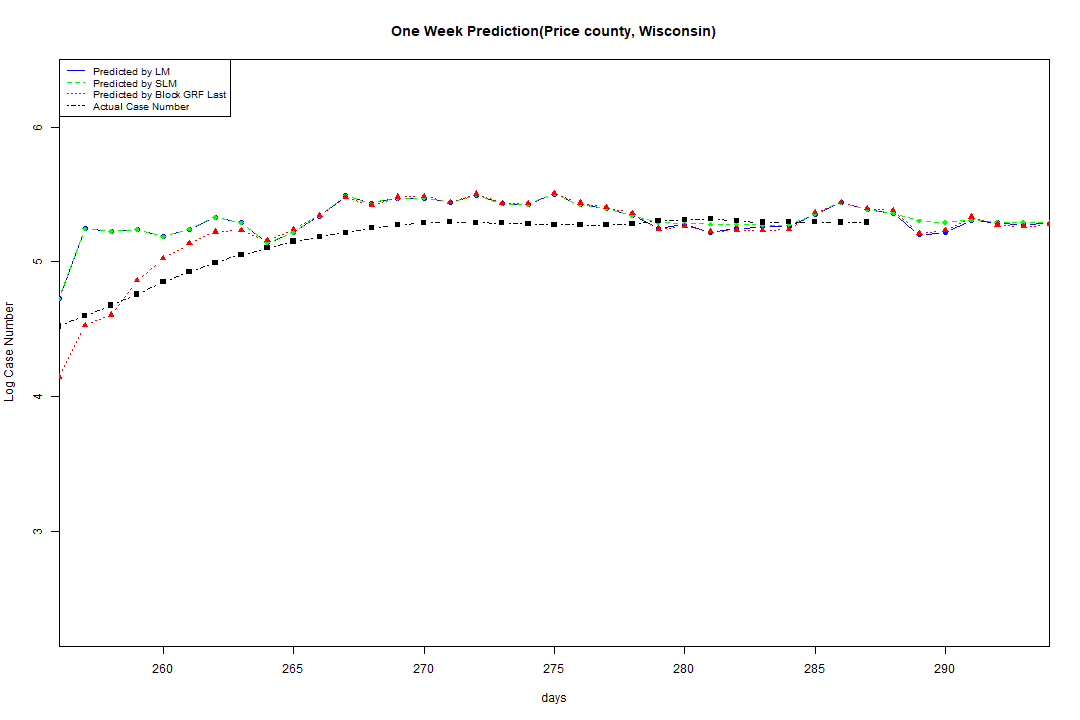 One Week Prediction(Price county, Wisconsin)
Predicted by LM
Predicted by SLM
Predicted by Block GRF Last
Actual Case Number
6
5
4
3
Log Case Number
260 265 270 275 280 285 290
days